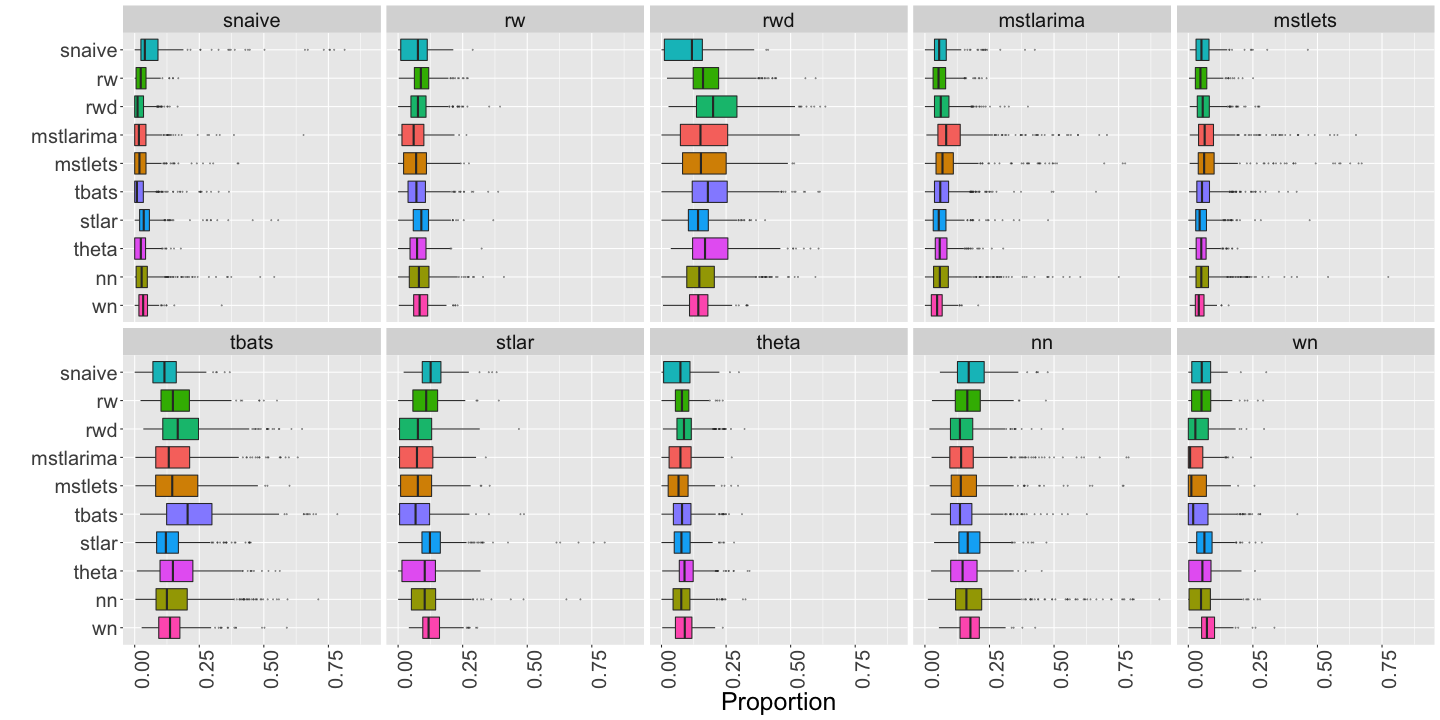 snaive rw rwd mstlarima mstlets
snaive
rw
rwd
mstlarima
mstlets
tbats
stlar
theta
nn
wn
tbats stlar theta nn wn
snaive
rw
rwd
mstlarima
mstlets
tbats
stlar
theta
nn
wn
0.00 0.25 0.50 0.75 0.00 0.25 0.50 0.75 0.00 0.25 0.50 0.75 0.00 0.25 0.50 0.75 0.00 0.25 0.50 0.75
Proportion